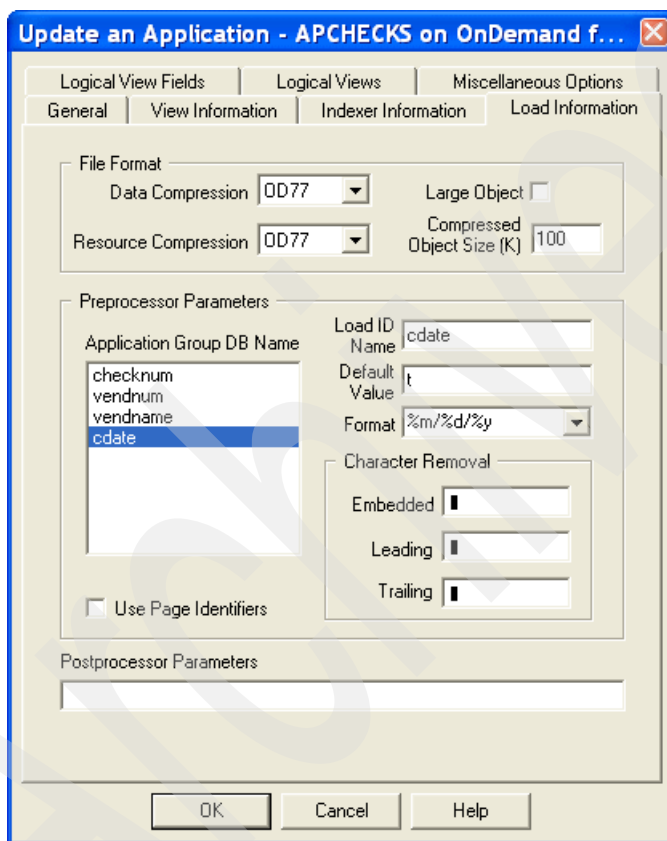 Update an Application - APCHECKS on OnDemand f...
Logical View Fields Logical Views Miscellaneous Options
General View Information Indexer Information Load Information
File Format
Data Compression OD77 Large Object
Resource Compression OD77 Compressed Object Size (K) 100
Preprocessor Parameters
Application Group DB Name
checknum
vendnum
vendname
cdate
Load ID Name cdate
Default Value t
Format %m/%d/%y
Character Removal
Embedded
Leading
Trailing
Use Page Identifiers
Postprocessor Parameters
OK Cancel Help